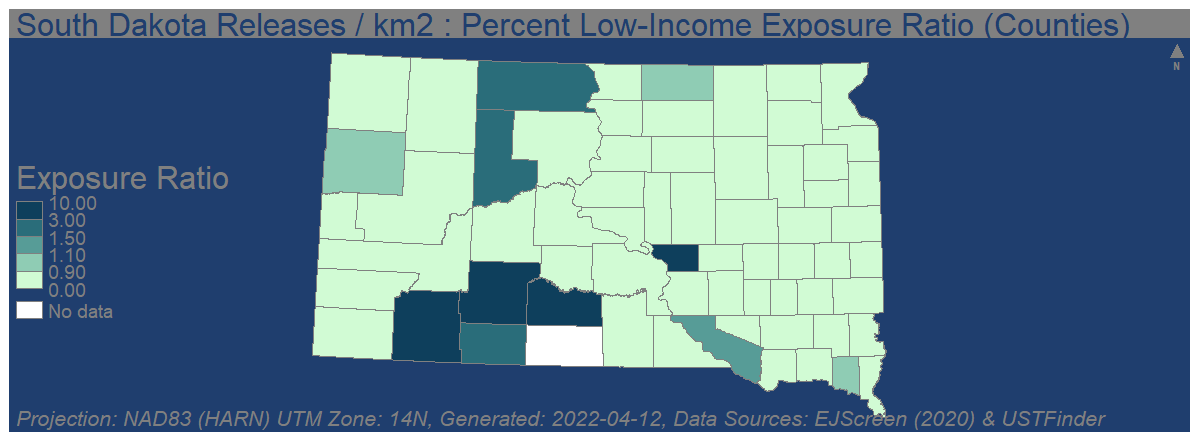 South Dakota Releases / km2 : Percent Low-Income Exposure Ratio (Counties)
N
Exposure Ratio
10.00
3.00
1.50
1.10
0.90
0.00
No data
Projection: NAD83 (HARN) UTM Zone: 14N, Generated: 2022-04-12, Data Sources: EJScreen (2020) & USTFinder